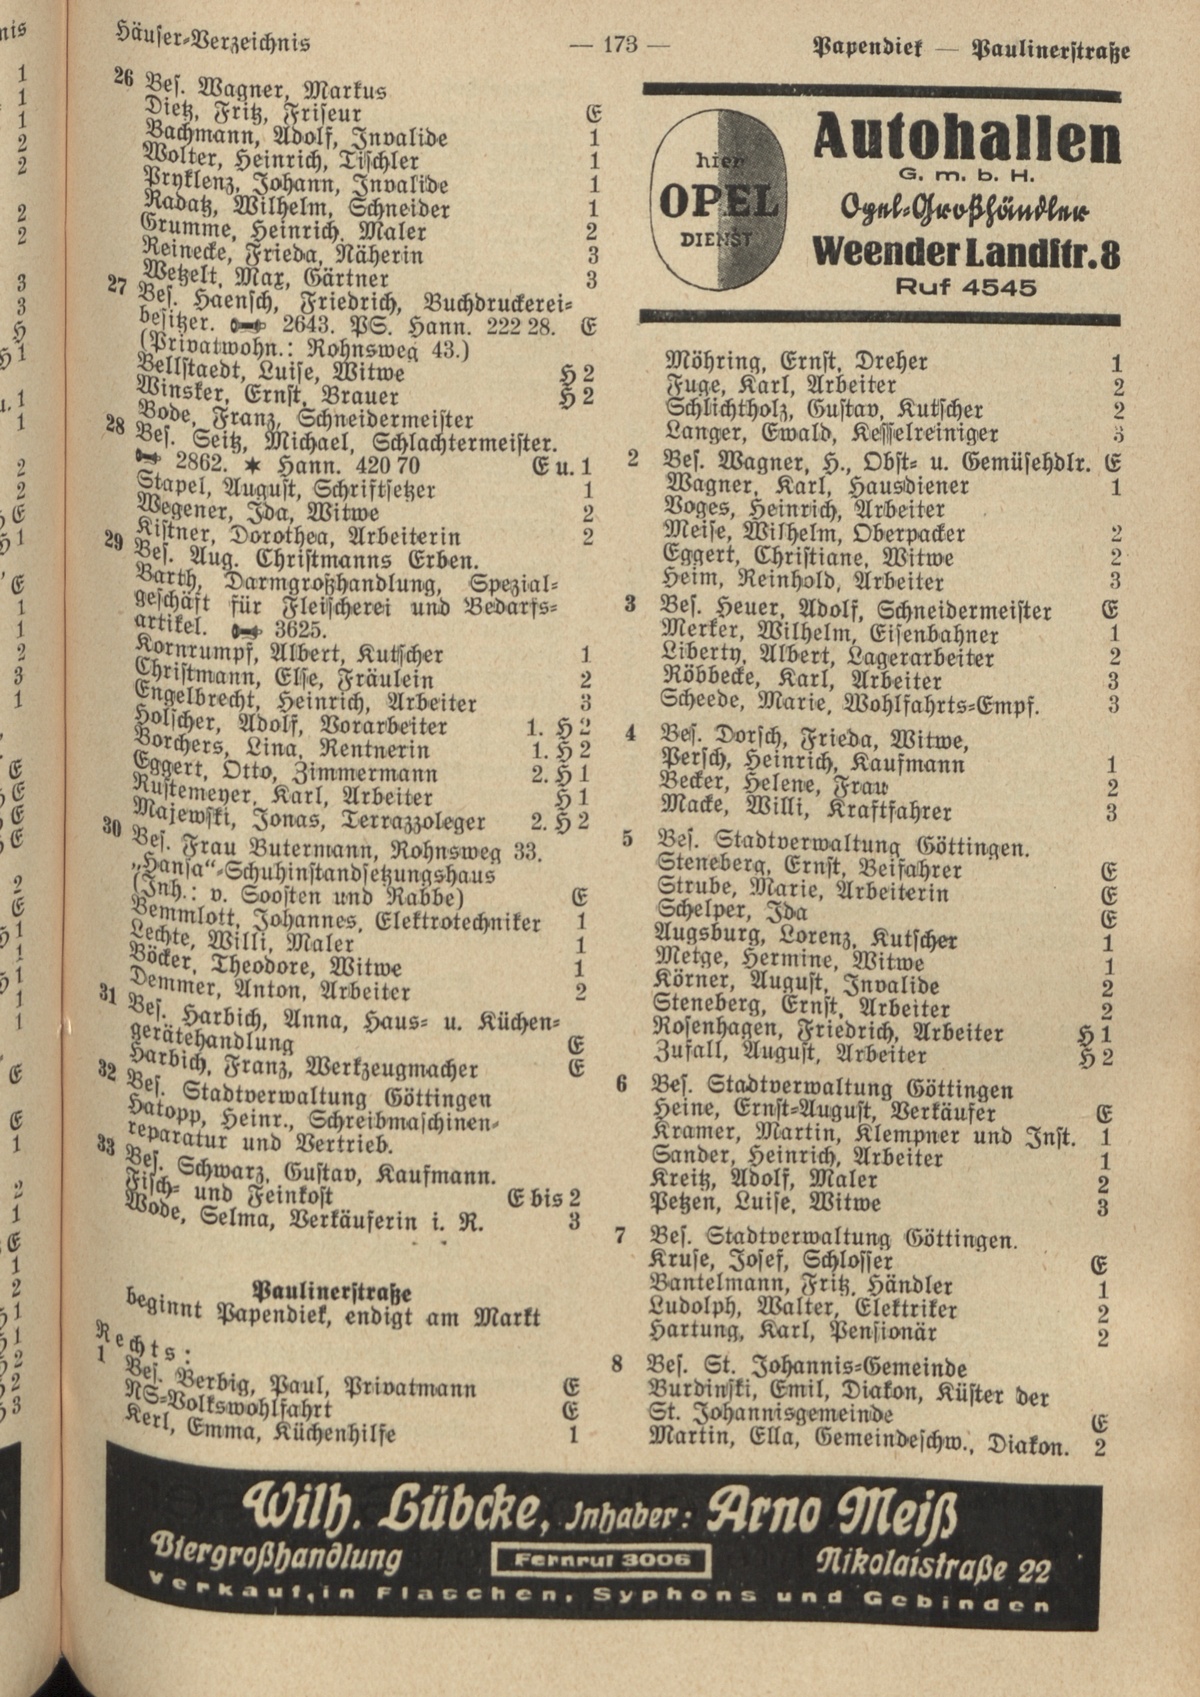 Häuser-Verzeichnis — 173 — Papendiek — Paulinerstraße
26 Bes. Wagner, Markus
Dietz, Fritz, Friseur E
Bachmann, Adolf, Invalide 1
Wolter, Heinrich, Tischler 1
Pryklenz, Johann, Invalide 1
Radatz, Wilhelm, Schneider 1
Grumme, Heinrich, Maler 2
Reinecke, Frieda, Näherin 3
Wetzelt, Max, Gärtner 3
27 Bes. Haensch, Friedrich, Buchdruckerei-
besitzer. 2643. PS. Hann. 222 28. E
(Privatwohn.: Rohnsweg 43.)
Bellstaedt, Luise, Witwe H 2
Winsker, Ernst, Brauer H 2
Bode, Franz, Schneidermeister
28 Bes. Seitz, Michael, Schlachtermeister.
2862. ✶ Hann. 420 70 E u. 1
Stapel, August, Schriftsetzer 1
Wegener, Ida, Witwe 2
Kistner, Dorothea, Arbeiterin 2
29 Bes. Aug. Christmanns Erben.
Barth, Darmgroßhandlung, Spezial-
geschäft für Fleischerei und Bedarfs-
artikel. 3625.
Kornrumpf, Albert, Kutscher 1
Christmann, Else, Fräulein 2
Engelbrecht, Heinrich, Arbeiter 3
Holscher, Adolf, Vorarbeiter 1. H 2
Borchers, Lina, Rentnerin 1. H 2
Eggert, Otto, Zimmermann 2. H 1
Rustemeyer, Karl, Arbeiter H 1
Majewski, Jonas, Terrazzoleger 2. H 2
30 Bes. Frau Butermann, Rohnsweg 33.
„Hansa“-Schuhinstandsetzungshaus
(Inh.: v. Soosten und Rabbe) E
Bemmlott, Johannes, Elektrotechniker 1
Lechte, Willi, Maler 1
Böcker, Theodore, Witwe 1
Demmer, Anton, Arbeiter 2
31 Bes. Harbich, Anna, Haus- u. Küchen-
gerätehandlung E
Harbich, Franz, Werkzeugmacher E
32 Bes. Stadtverwaltung Göttingen
Hatopp, Heinr., Schreibmaschinen-
reparatur und Vertrieb.
33 Bes. Schwarz, Gustav, Kaufmann.
Fisch- und Feinkost E bis 2
Wode, Selma, Verkäuferin i. R. 3
Paulinerstraße
beginnt Papendiek, endigt am Markt
Rechts:
1 Bes. Berbig, Paul, Privatmann E
NS-Volkswohlfahrt E
Kerl, Emma, Küchenhilfe 1
hier
OPEL
DIENST
Autohallen
G. m. b. H.
Opel-Großhändler
Weender Landstr. 8
Ruf 4545
Möhring, Ernst, Dreher 1
Fuge, Karl, Arbeiter 2
Schlichtholz, Gustav, Kutscher 2
Langer, Ewald, Kesselreiniger 3
2 Bes. Wagner, H., Obst- u. Gemüsehdlr. E
Wagner, Karl, Hausdiener 1
Voges, Heinrich, Arbeiter
Meise, Wilhelm, Oberpacker 2
Eggert, Christiane, Witwe 2
Heim, Reinhold, Arbeiter 3
3 Bes. Heuer, Adolf, Schneidermeister E
Merker, Wilhelm, Eisenbahner 1
Liberty, Albert, Lagerarbeiter 2
Röbbecke, Karl, Arbeiter 3
Scheede, Marie, Wohlfahrts-Empf. 3
4 Bes. Dorsch, Frieda, Witwe,
Persch, Heinrich, Kaufmann 1
Becker, Helene, Frau 2
Macke, Willi, Kraftfahrer 3
5 Bes. Stadtverwaltung Göttingen.
Steneberg, Ernst, Beifahrer E
Strube, Marie, Arbeiterin E
Schelper, Ida E
Augsburg, Lorenz, Kutscher 1
Metge, Hermine, Witwe 1
Körner, August, Invalide 2
Steneberg, Ernst, Arbeiter 2
Rosenhagen, Friedrich, Arbeiter H 1
Zufall, August, Arbeiter H 2
6 Bes. Stadtverwaltung Göttingen
Heine, Ernst-August, Verkäufer E
Kramer, Martin, Klempner und Inst. 1
Sander, Heinrich, Arbeiter 1
Kreitz, Adolf, Maler 2
Petzen, Luise, Witwe 3
7 Bes. Stadtverwaltung Göttingen.
Kruse, Josef, Schlosser E
Bantelmann, Fritz, Händler 1
Ludolph, Walter, Elektriker 2
Hartung, Karl, Pensionär 2
8 Bes. St. Johannis-Gemeinde
Burdinski, Emil, Diakon, Küster der
St. Johannisgemeinde E
Martin, Ella, Gemeindeschw., Diakon. 2
Wilh. Lübcke, Inhaber: Arno Meiß
Biergroßhandlung Fernruf 3006 Nikolaistraße 22
Verkauf in Flaschen, Syphons und Gebinden